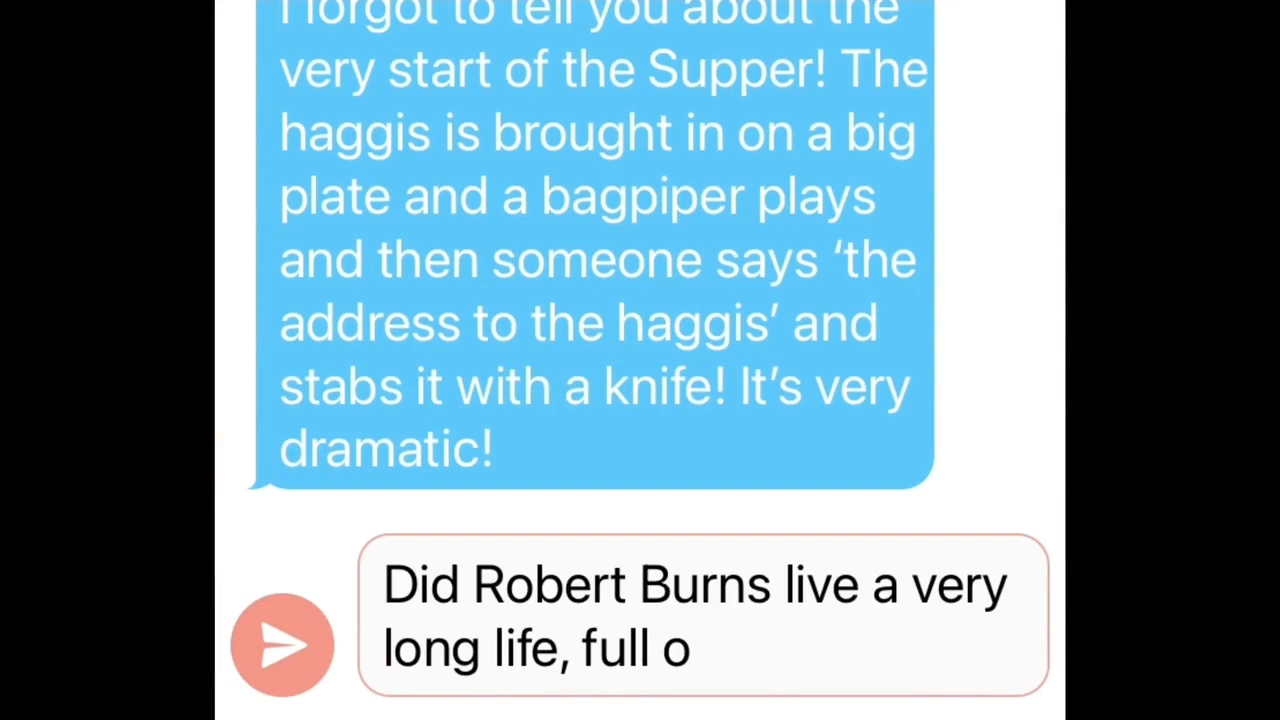 I forgot to tell you about the
very start of the Supper! The
haggis is brought in on a big
plate and a bagpiper plays
and then someone says ‘the
address to the haggis’ and
stabs it with a knife! It’s very
dramatic!
Did Robert Burns live a very
long life, full o